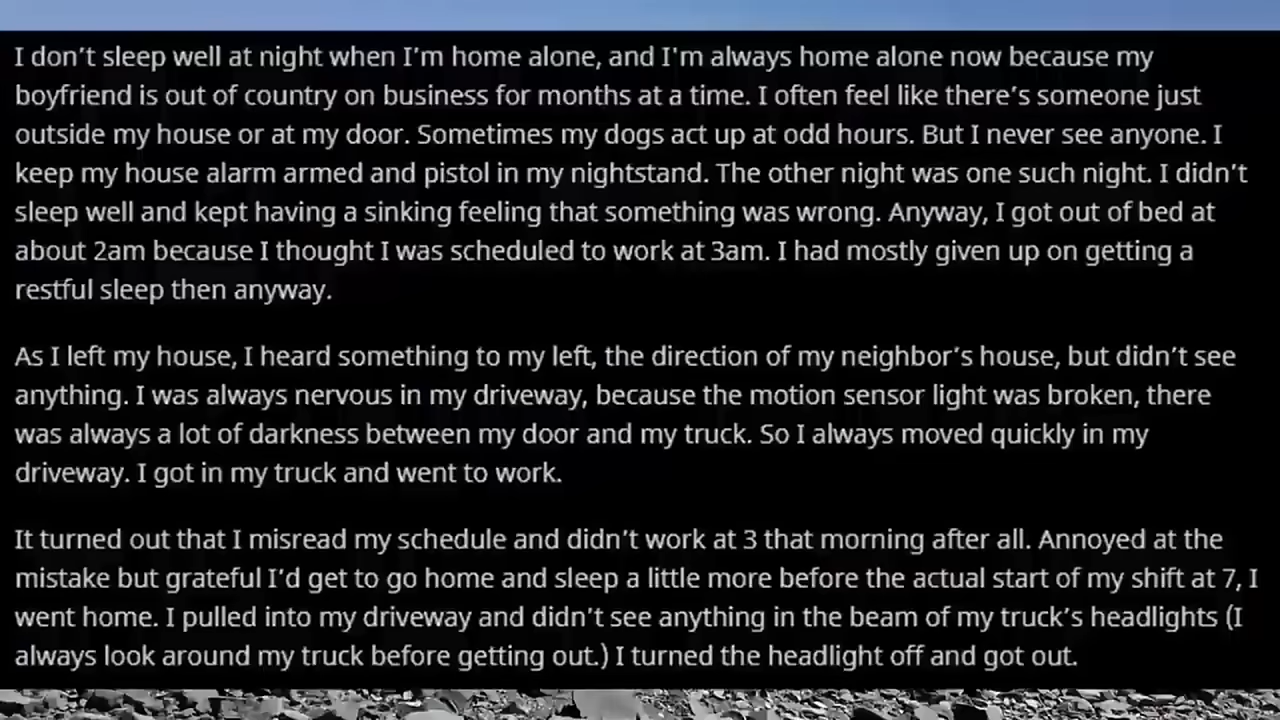 I don’t sleep well at night when I’m home alone, and I'm always home alone now because my
boyfriend is out of country on business for months at a time. I often feel like there’s someone just
outside my house or at my door. Sometimes my dogs act up at odd hours. But I never see anyone. I
keep my house alarm armed and pistol in my nightstand. The other night was one such night. I didn’t
sleep well and kept having a sinking feeling that something was wrong. Anyway, I got out of bed at
about 2am because I thought I was scheduled to work at 3am. I had mostly given up on getting a
restful sleep then anyway.
As I left my house, I heard something to my left, the direction of my neighbor’s house, but didn’t see
anything. I was always nervous in my driveway, because the motion sensor light was broken, there
was always a lot of darkness between my door and my truck. So I always moved quickly in my
driveway. I got in my truck and went to work.
It turned out that I misread my schedule and didn’t work at 3 that morning after all. Annoyed at the
mistake but grateful I’d get to go home and sleep a little more before the actual start of my shift at 7, I
went home. I pulled into my driveway and didn’t see anything in the beam of my truck’s headlights (I
always look around my truck before getting out.) I turned the headlight off and got out.